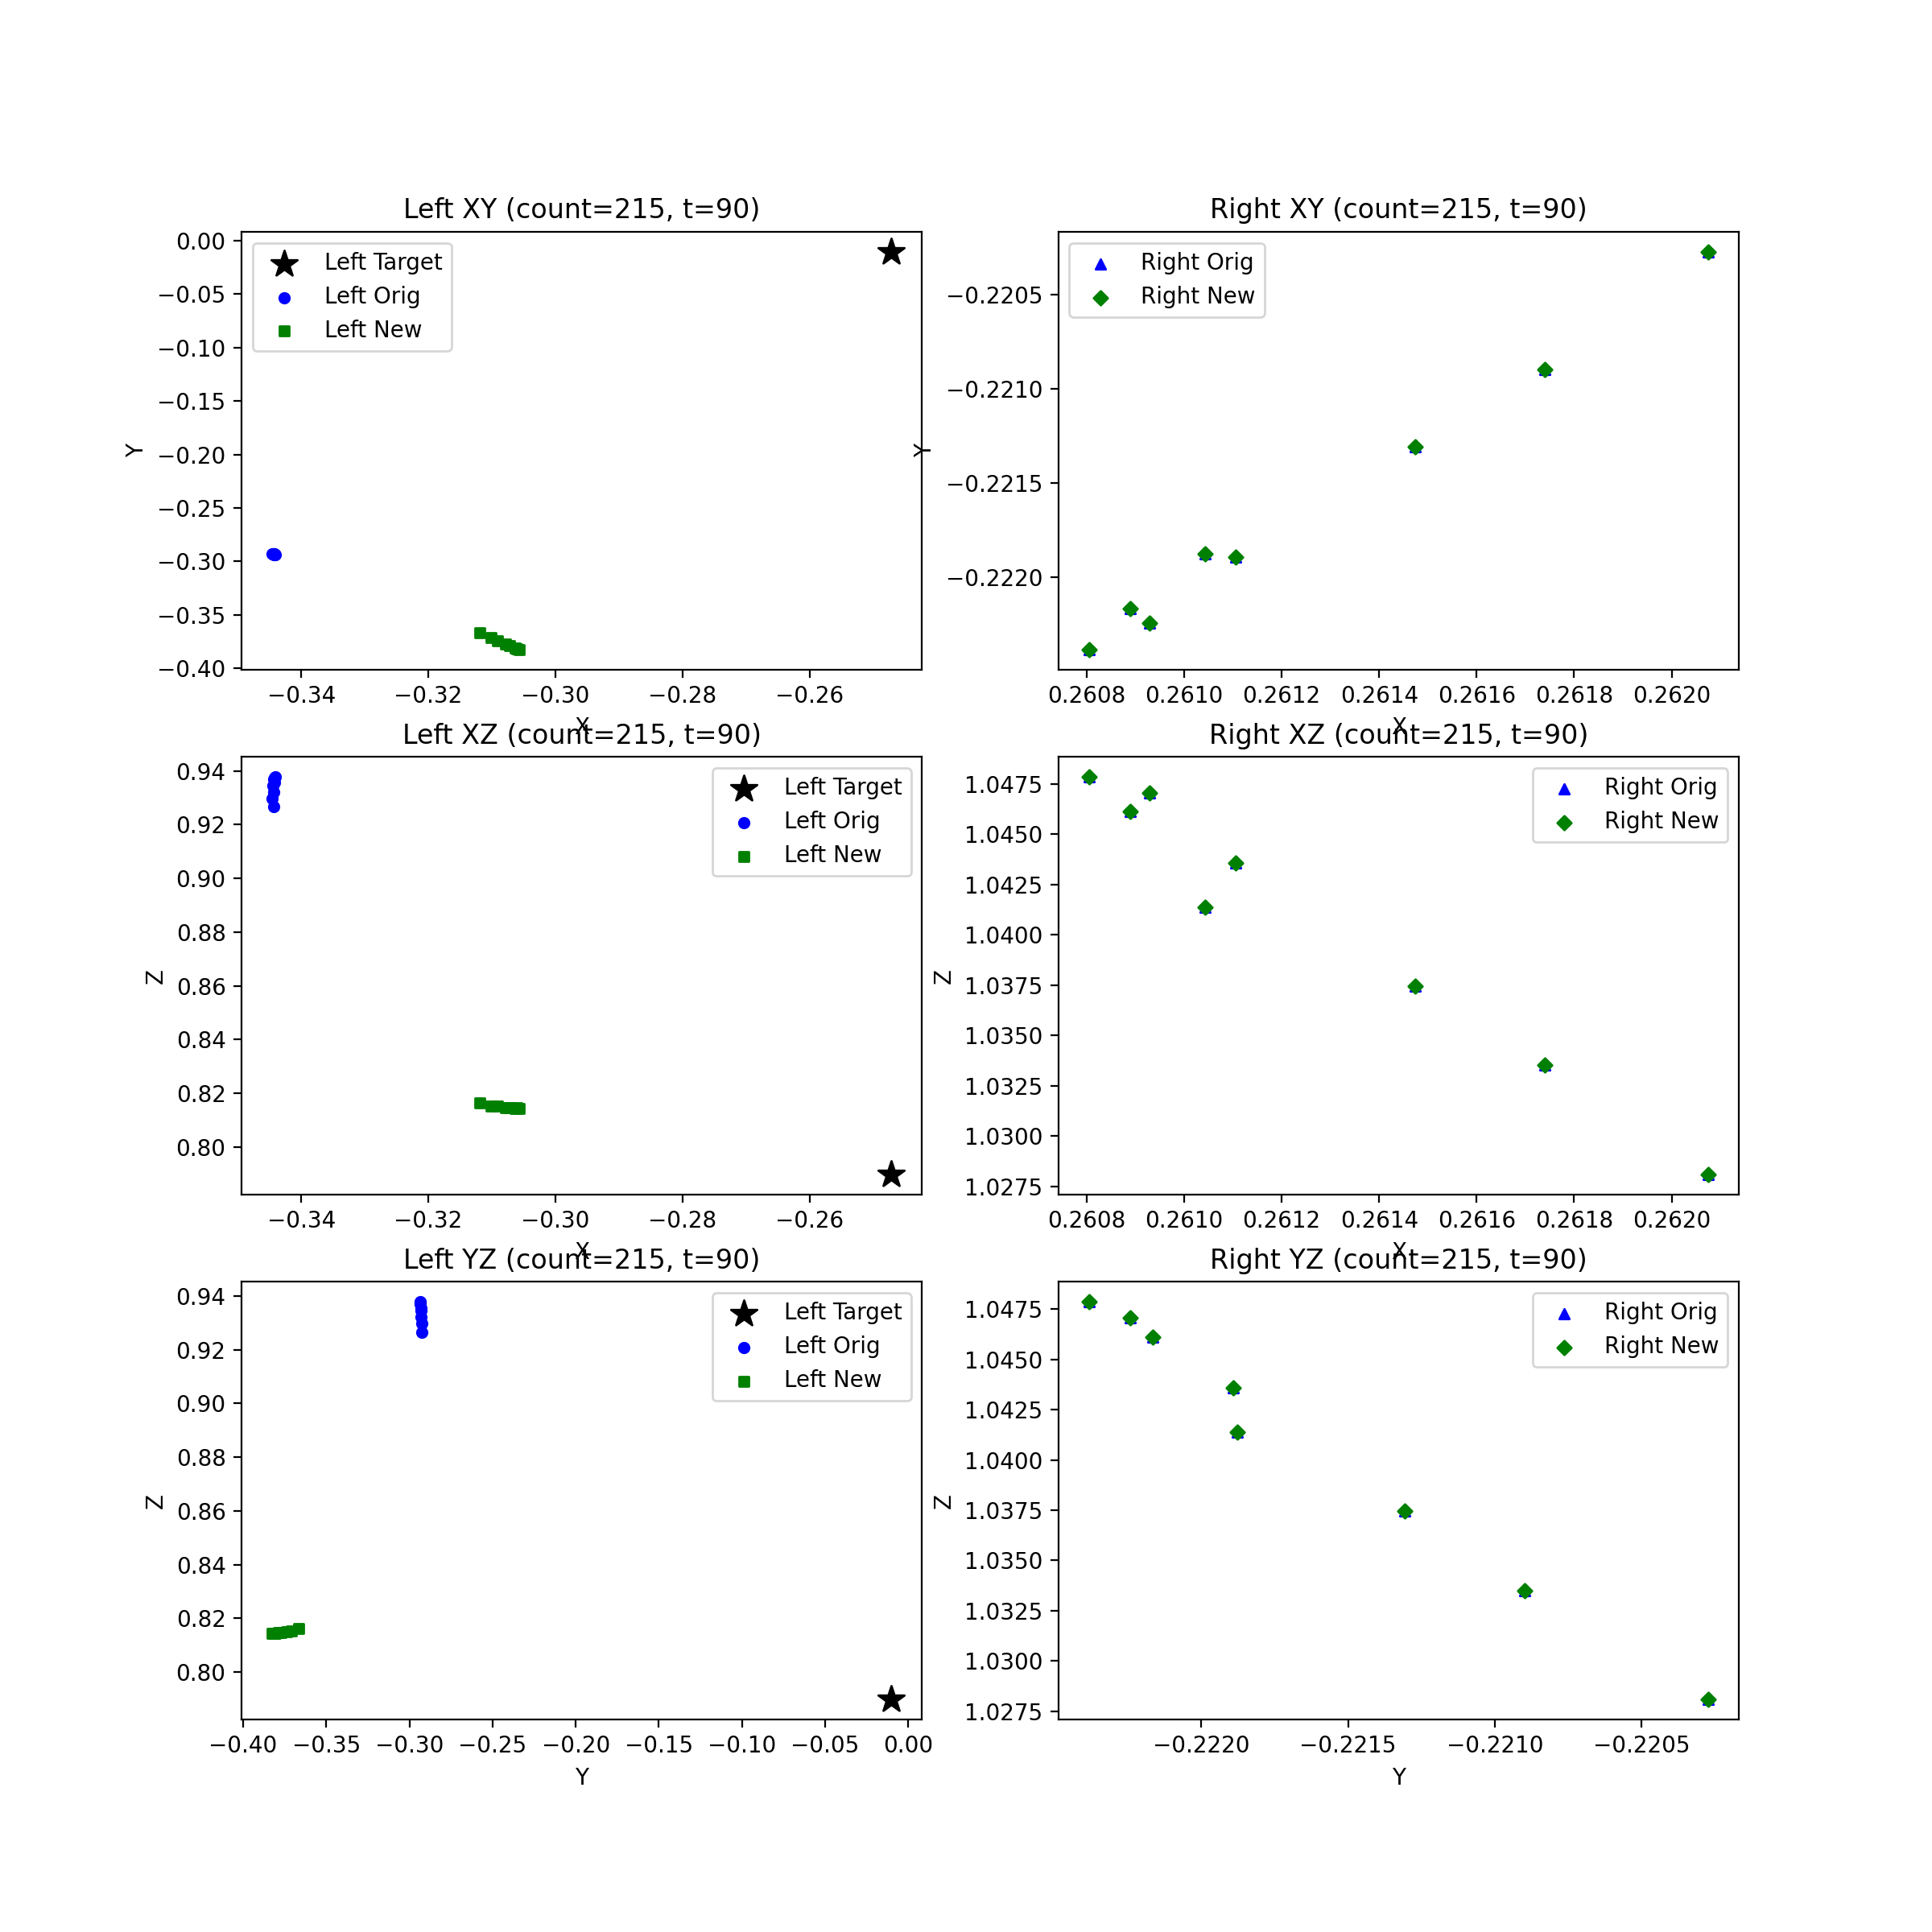 Left XY (count=215, t=90)
0.00
−0.05
−0.10
−0.15
−0.20
−0.25
−0.30
−0.35
−0.40
Y
Left Target
Left Orig
Left New
−0.34 −0.32 −0.30 −0.28 −0.26
X
Right XY (count=215, t=90)
−0.2205
−0.2210
−0.2215
−0.2220
Y
Right Orig
Right New
0.2608 0.2610 0.2612 0.2614 0.2616 0.2618 0.2620
X
Left XZ (count=215, t=90)
0.94
0.92
0.90
0.88
0.86
0.84
0.82
0.80
Z
Left Target
Left Orig
Left New
−0.34 −0.32 −0.30 −0.28 −0.26
X
Right XZ (count=215, t=90)
1.0475
1.0450
1.0425
1.0400
1.0375
1.0350
1.0325
1.0300
1.0275
Z
Right Orig
Right New
0.2608 0.2610 0.2612 0.2614 0.2616 0.2618 0.2620
X
Left YZ (count=215, t=90)
0.94
0.92
0.90
0.88
0.86
0.84
0.82
0.80
Z
Left Target
Left Orig
Left New
−0.40 −0.35 −0.30 −0.25 −0.20 −0.15 −0.10 −0.05 0.00
Y
Right YZ (count=215, t=90)
1.0475
1.0450
1.0425
1.0400
1.0375
1.0350
1.0325
1.0300
1.0275
Z
Right Orig
Right New
−0.2220 −0.2215 −0.2210 −0.2205
Y